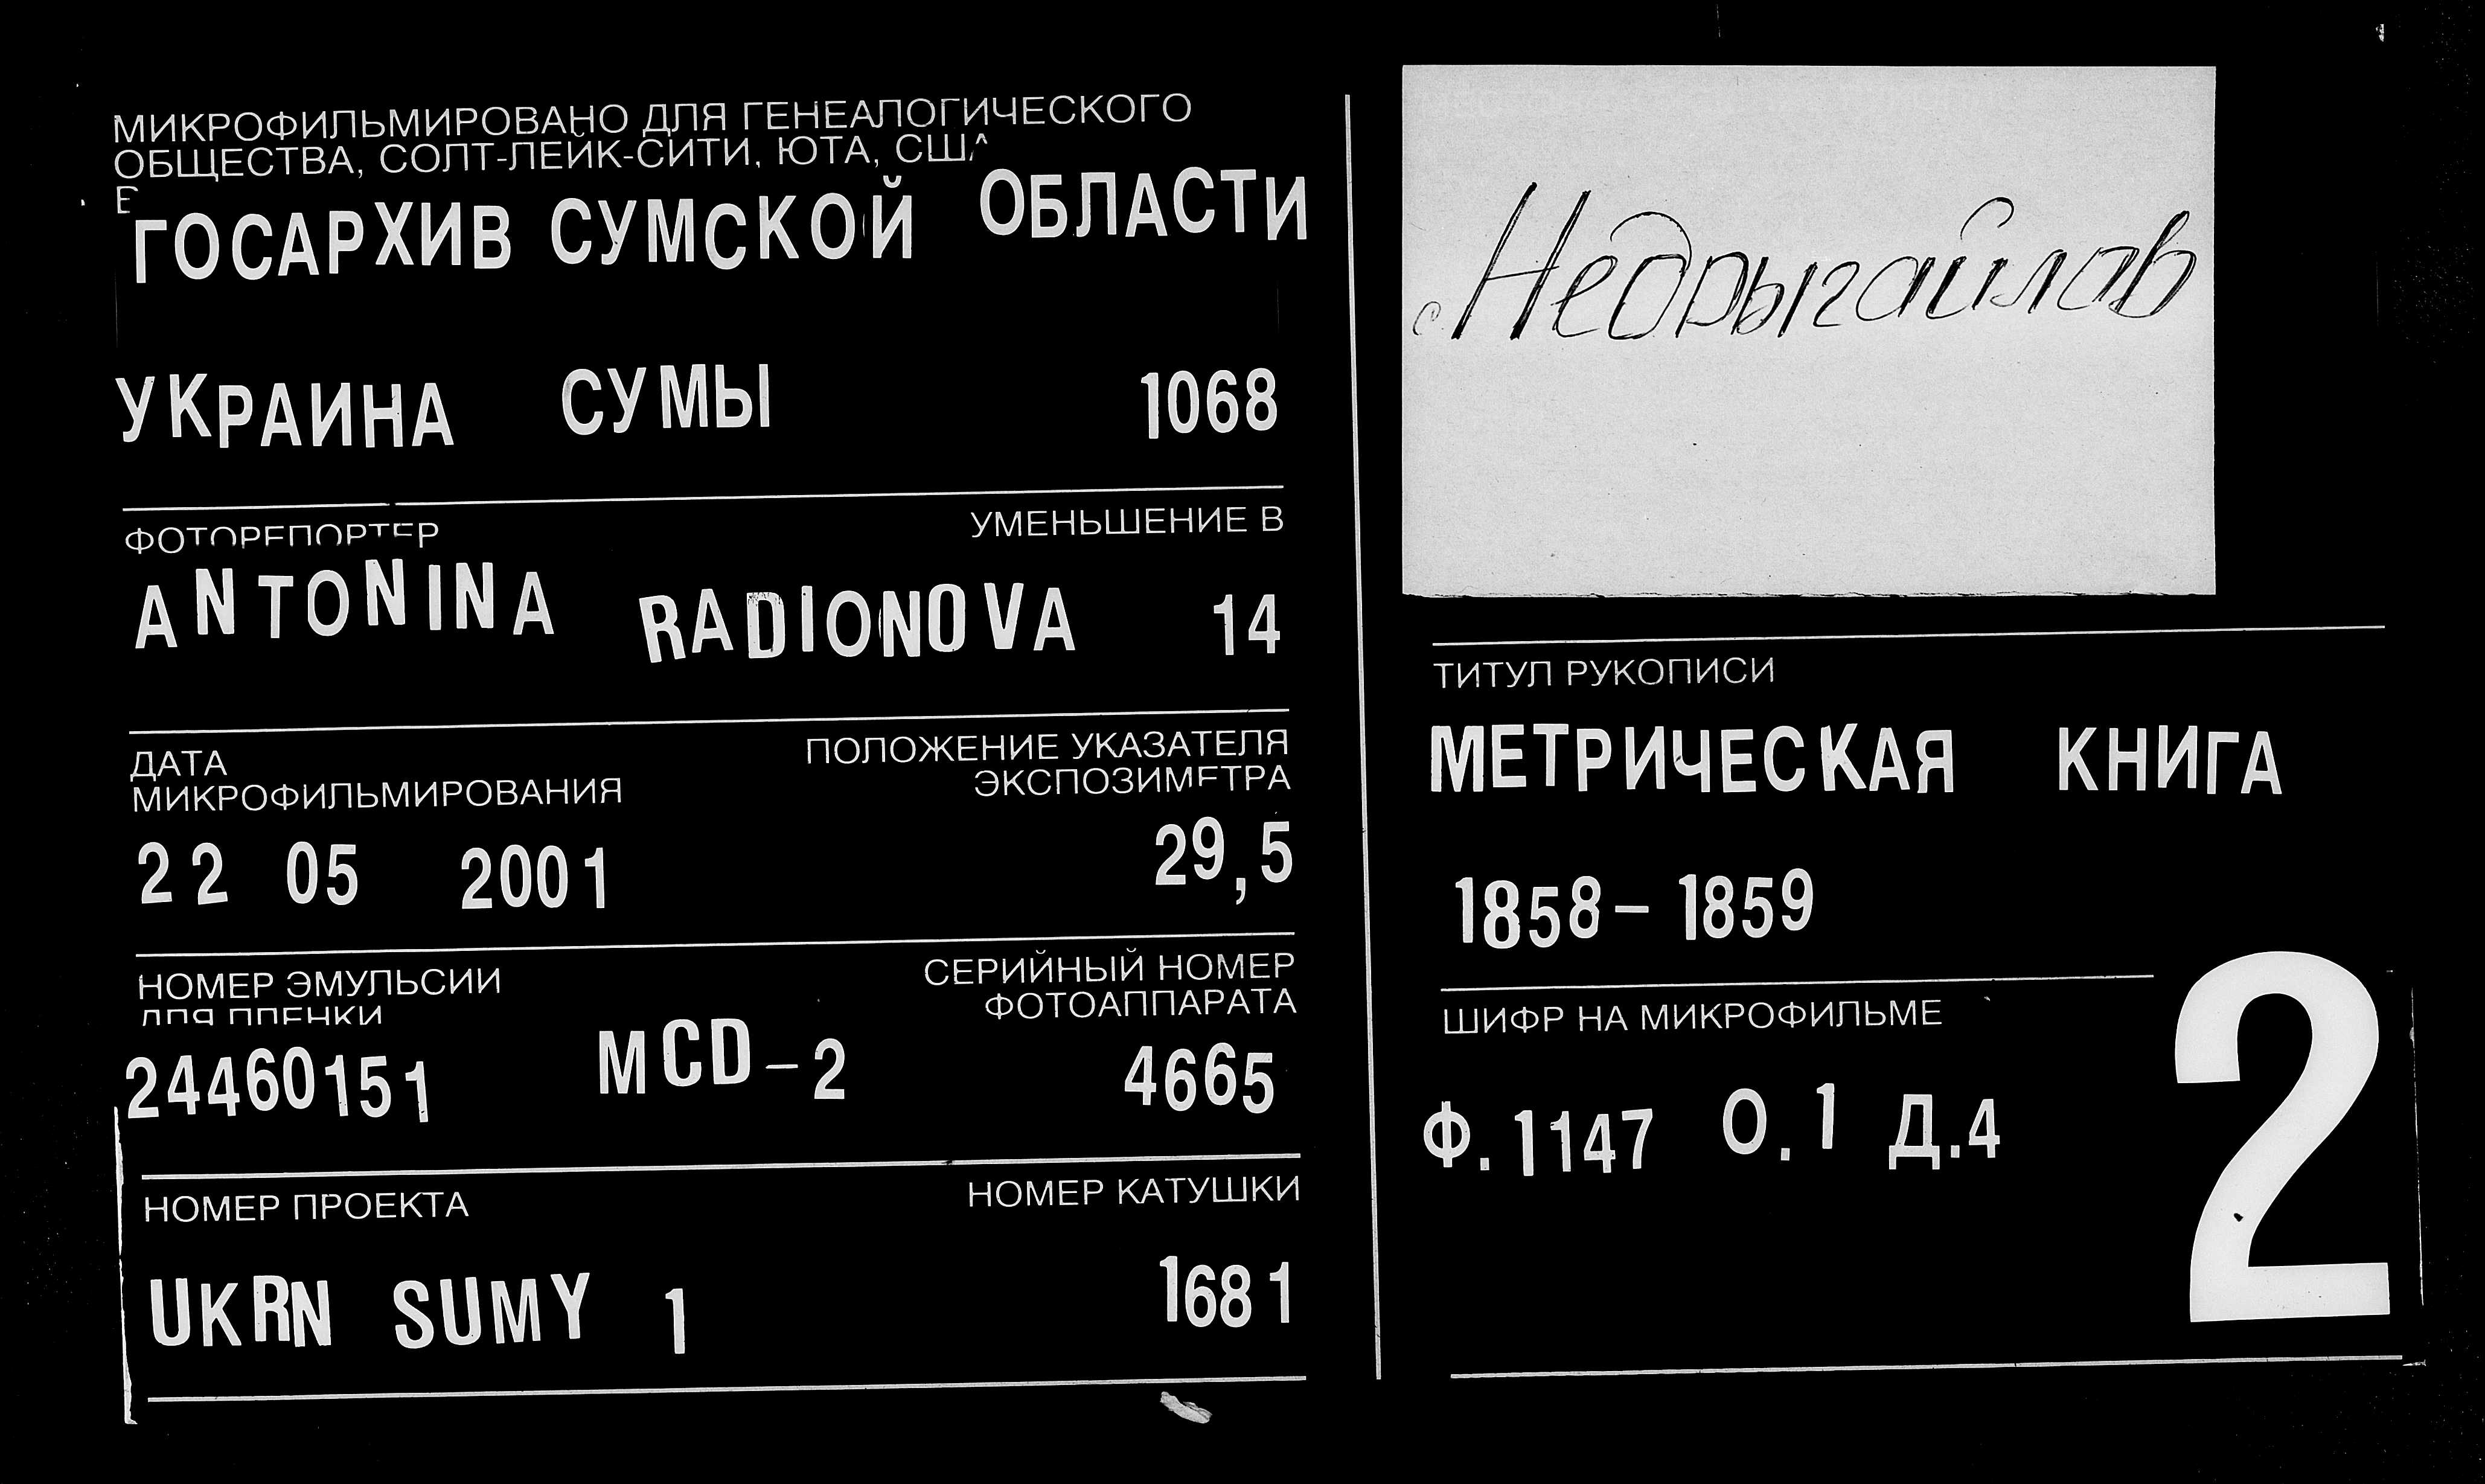 МИКРОФИЛЬМИРОВАНО ДЛЯ ГЕНЕАЛОГИЧЕСКОГО
ОБЩЕСТВА, СОЛТ-ЛЕЙК-СИТИ, ЮТА, США
В
ГОСАРХИВ СУМСКОЙ ОБЛАСТИ
УКРАИНА СУМЫ 1068
ФОТОРЕПОРТЕР УМЕНЬШЕНИЕ В
ANTONINA RADIONOVA 14
ДАТА
МИКРОФИЛЬМИРОВАНИЯ
ПОЛОЖЕНИЕ УКАЗАТЕЛЯ
ЭКСПОЗИМЕТРА
22 05 2001 29,5
НОМЕР ЭМУЛЬСИИ
ДЛЯ ПЛЕНКИ
СЕРИЙНЫЙ НОМЕР
ФОТОАППАРАТА
24460151 MCD-2 4665
НОМЕР ПРОЕКТА НОМЕР КАТУШКИ
UKRN SUMY 1 1681
с. Недрыгайлов
ТИТУЛ РУКОПИСИ
МЕТРИЧЕСКАЯ КНИГА
1858-1859
ШИФР НА МИКРОФИЛЬМЕ
Ф.1147 О.1 Д.4
2